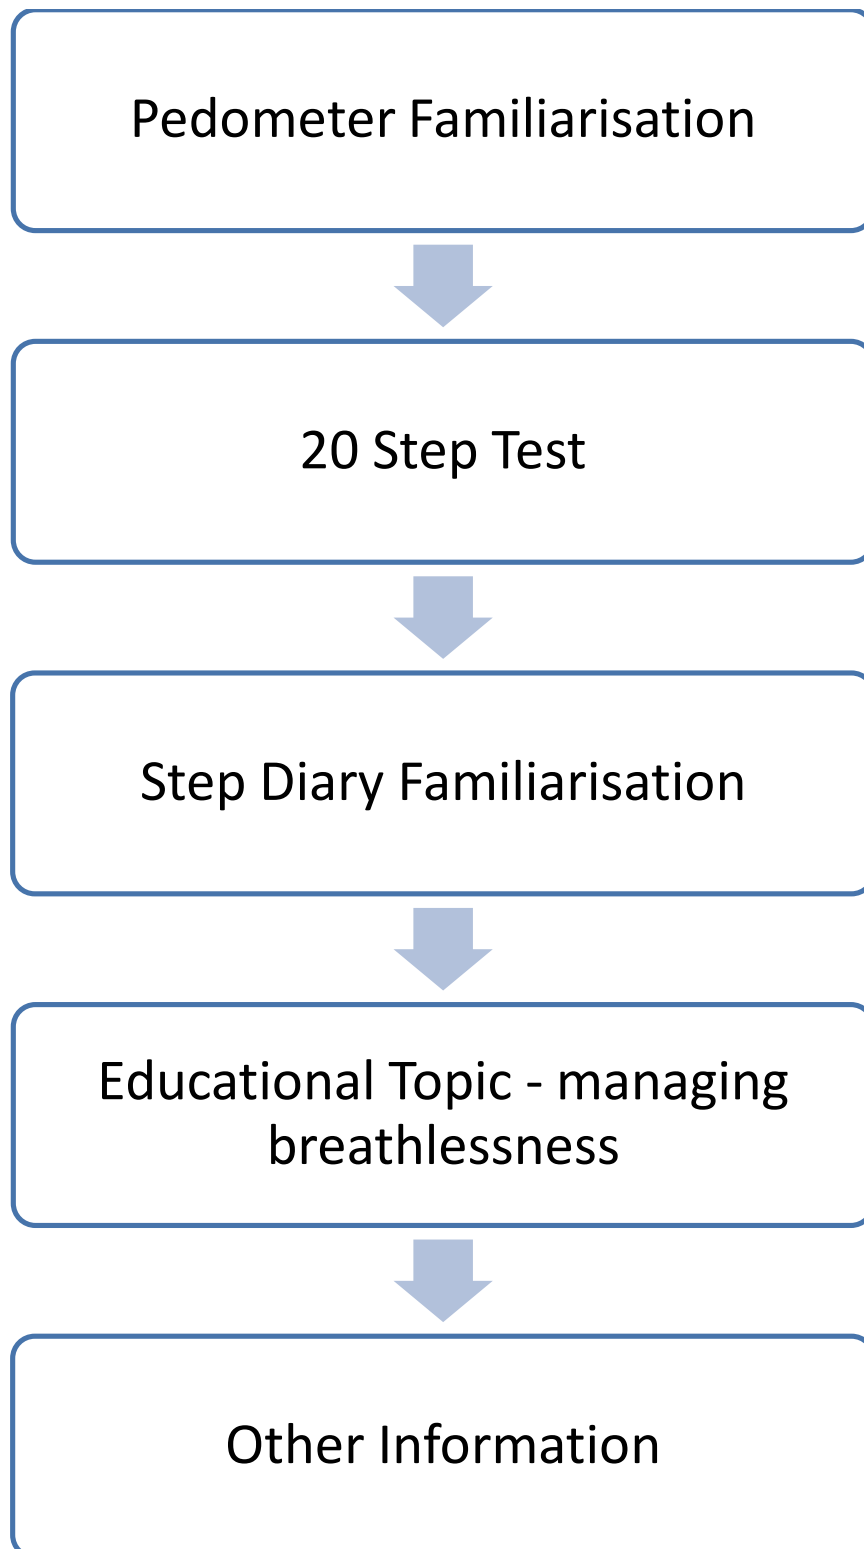 Pedometer Familiarisation
20 Step Test
Step Diary Familiarisation
Educational Topic - managing
breathlessness
Other Information